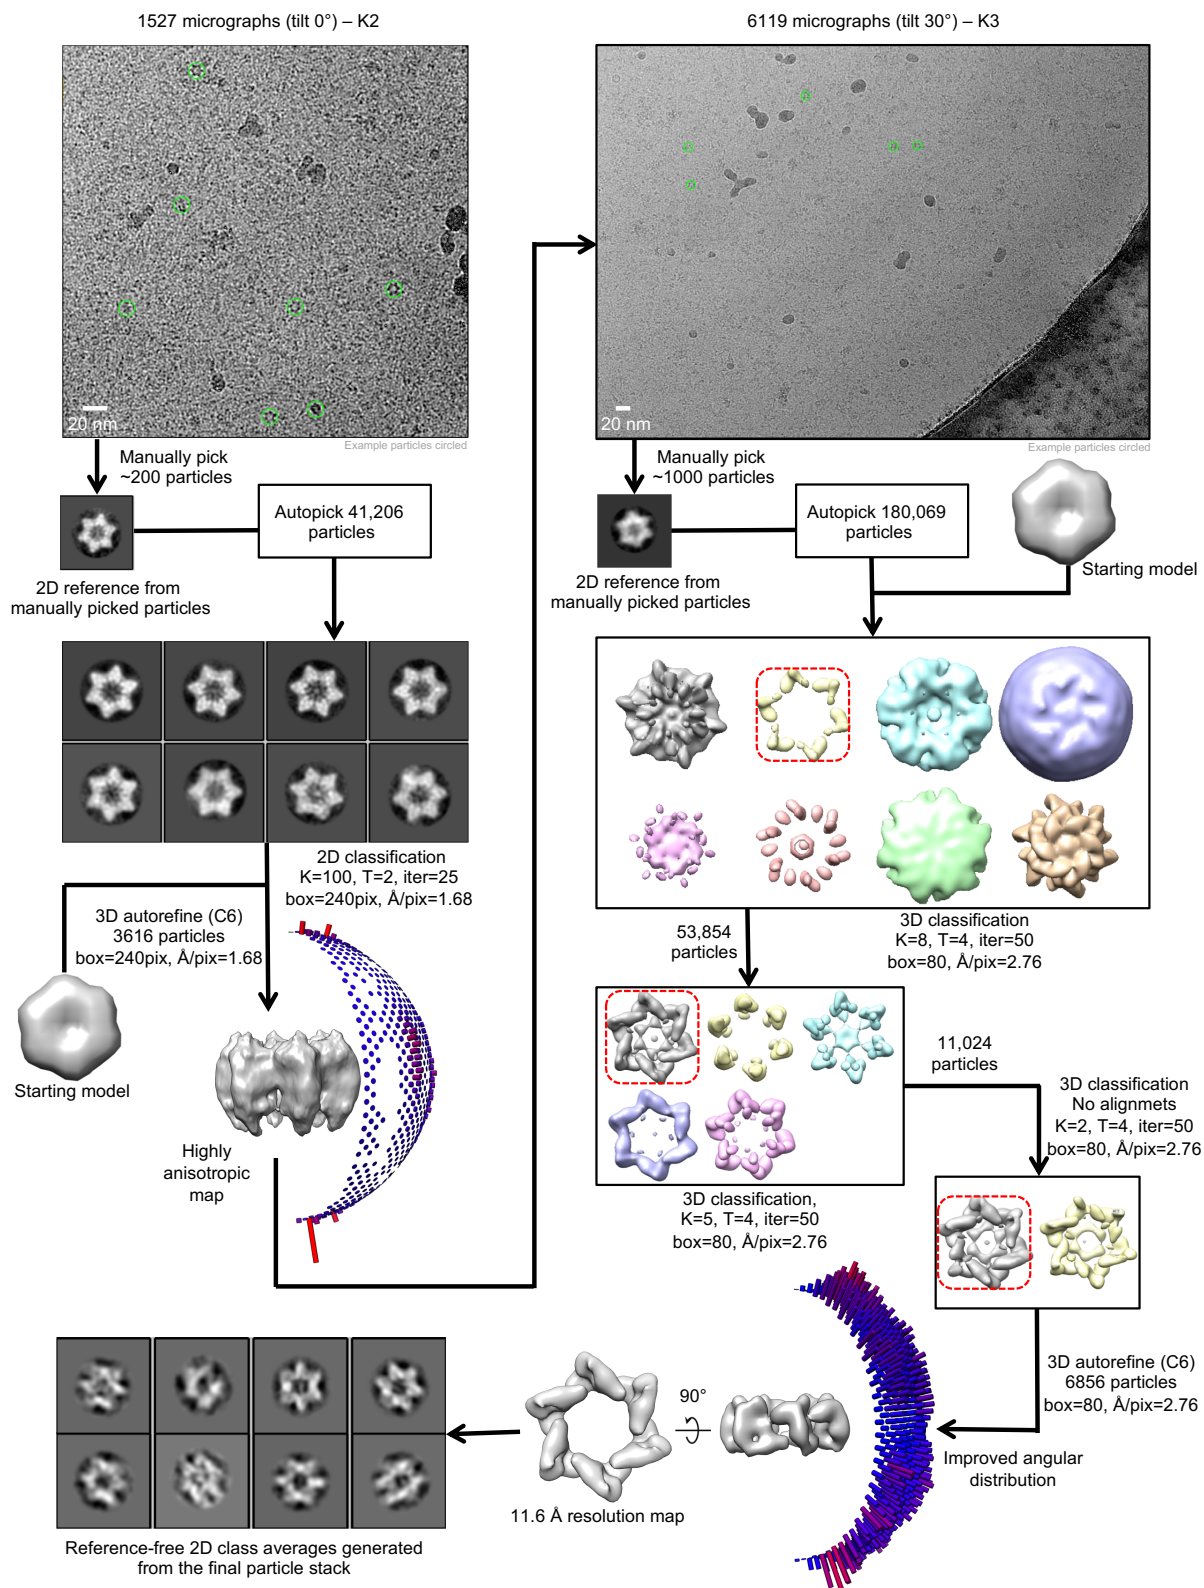 1527 micrographs (tilt 0°) – K2
20 nm
Example particles circled
Manually pick
~200 particles
Autopick 41,206
particles
2D reference from
manually picked particles
2D classification
K=100, T=2, iter=25
box=240pix, Å/pix=1.68
3D autorefine (C6)
3616 particles
box=240pix, Å/pix=1.68
Starting model
Highly
anisotropic
map
6119 micrographs (tilt 30°) – K3
20 nm
Example particles circled
Manually pick
~1000 particles
Autopick 180,069
particles
2D reference from
manually picked particles
Starting model
53,854
particles
3D classification
K=8, T=4, iter=50
box=80, Å/pix=2.76
11,024
particles
3D classification,
K=5, T=4, iter=50
box=80, Å/pix=2.76
3D classification
No alignmets
K=2, T=4, iter=50
box=80, Å/pix=2.76
3D autorefine (C6)
6856 particles
box=80, Å/pix=2.76
Improved angular
distribution
90°
11.6 Å resolution map
Reference-free 2D class averages generated
from the final particle stack